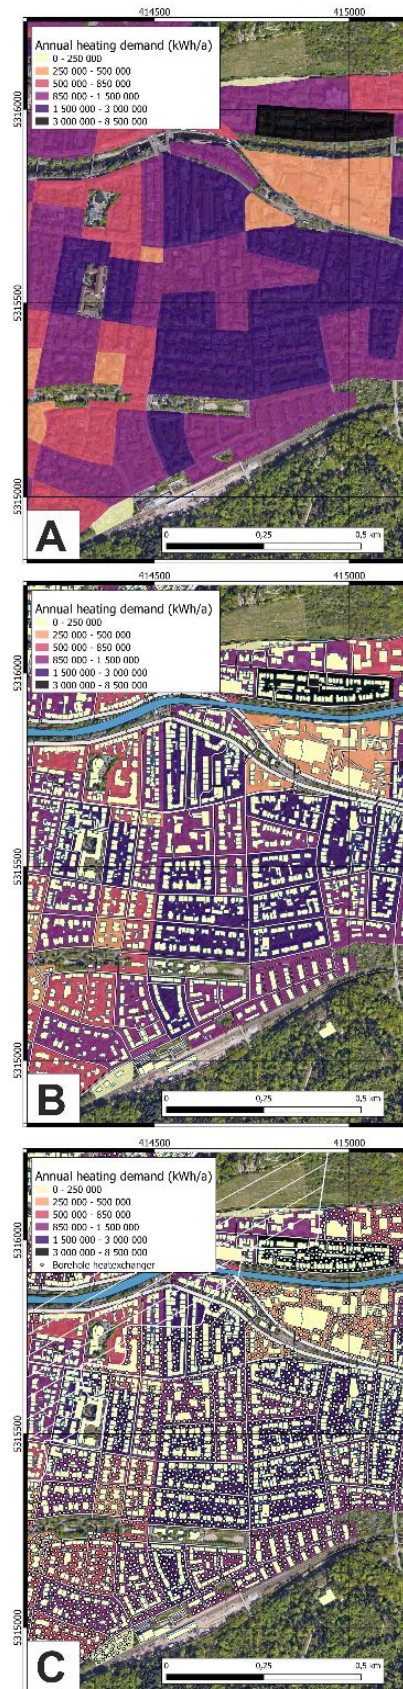 414500 415000
Annual heating demand (kWh/a)
0 - 250 000
250 000 - 500 000
500 000 - 850 000
850 000 - 1 500 000
1 500 000 - 3 000 000
3 000 000 - 8 500 000
5316000
5315500
5315000
A
0 0,25 0,5 km
414500 415000
Annual heating demand (kWh/a)
0 - 250 000
250 000 - 500 000
500 000 - 850 000
850 000 - 1 500 000
1 500 000 - 3 000 000
3 000 000 - 8 500 000
5316000
5315500
5315000
B
0 0,25 0,5 km
414500 415000
Annual heating demand (kWh/a)
0 - 250 000
250 000 - 500 000
500 000 - 850 000
850 000 - 1 500 000
1 500 000 - 3 000 000
3 000 000 - 8 500 000
Borehole heatexchanger
5316000
5315500
5315000
C
0 0,25 0,5 km